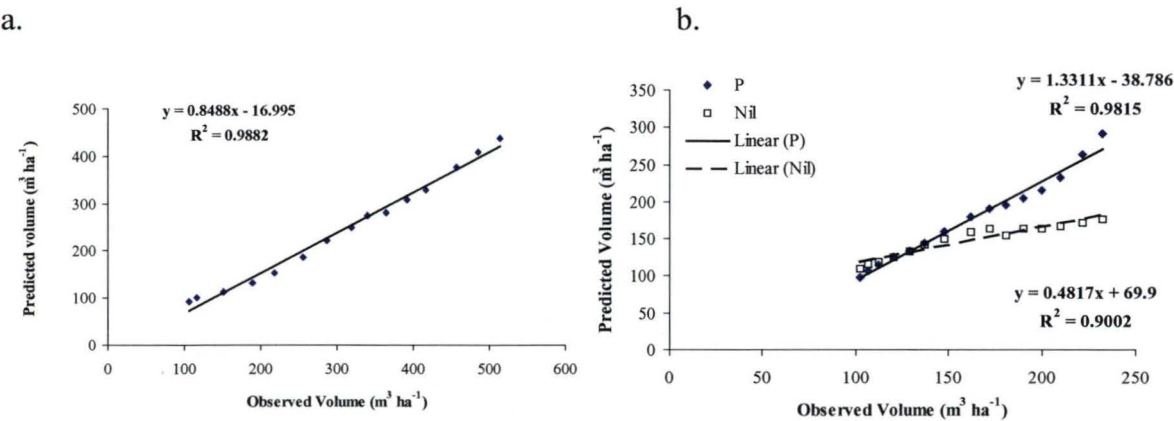 a.
y = 0.8488x - 16.995
R² = 0.9882
Predicted volume (m³ ha⁻¹)
500
400
300
200
100
0
0 100 200 300 400 500 600
Observed Volume (m³ ha⁻¹)
b.
P
Nil
Linear (P)
Linear (Nil)
y = 1.3311x - 38.786
R² = 0.9815
y = 0.4817x + 69.9
R² = 0.9002
Predicted Volume (m³ ha⁻¹)
350
300
250
200
150
100
50
0
0 50 100 150 200 250
Observed Volume (m³ ha⁻¹)